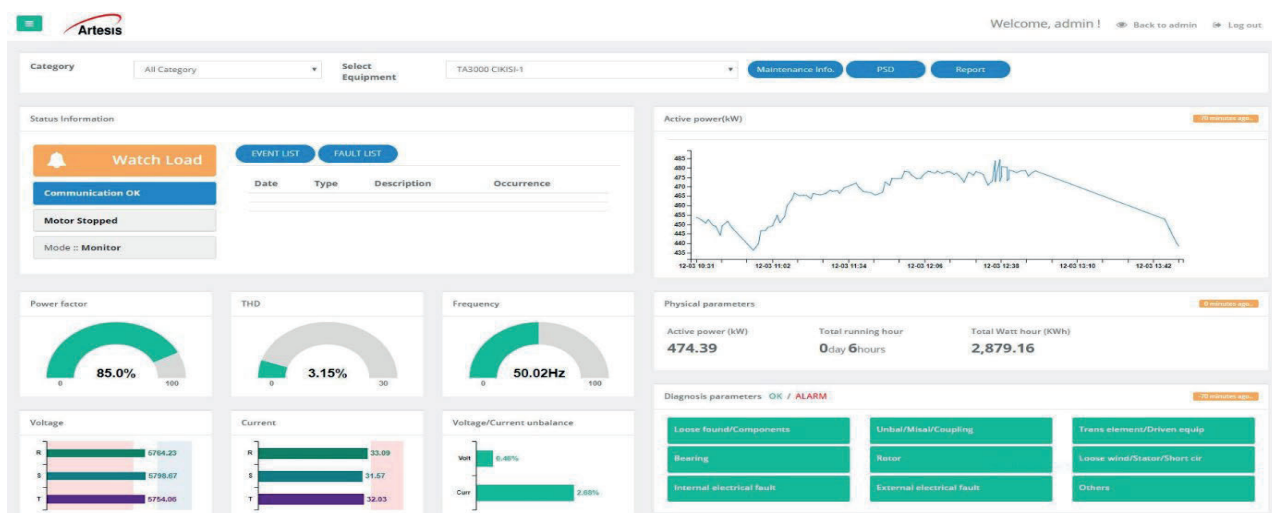 Artesis
Welcome, admin !
Back to admin
Log out
Category
All Category
Select Equipment
TA3000 CIKISI-1
Maintenance Info.
PSD
Report
Status Information
Watch Load
Communication OK
Motor Stopped
Mode :: Monitor
EVENT LIST
FAULT LIST
Date Type Description Occurrence
Active power(kW)
-70 minutes ago..
485
480
475
470
465
460
455
450
445
440
435
12-03 10:31 12-03 11:02 12-03 11:34 12-03 12:06 12-03 12:38 12-03 13:10 12-03 13:42
Power factor
85.0%
0 100
THD
3.15%
0 30
Frequency
50.02Hz
0 100
Physical parameters
0 minutes ago..
Active power (kW) Total running hour Total Watt hour (KWh)
474.39 0day 6hours 2,879.16
Voltage
R 5764.23
S 5798.67
T 5754.06
Current
R 33.09
S 31.57
T 32.03
Voltage/Current unbalance
Volt
Curr 2.68%
Diagnosis parameters OK / ALARM
-70 minutes ago..
Loose found/Components Unbal/Misal/Coupling Trans element/Driven equip
Bearing Rotor Loose wind/Stator/Short cir
Internal electrical fault External electrical fault Others